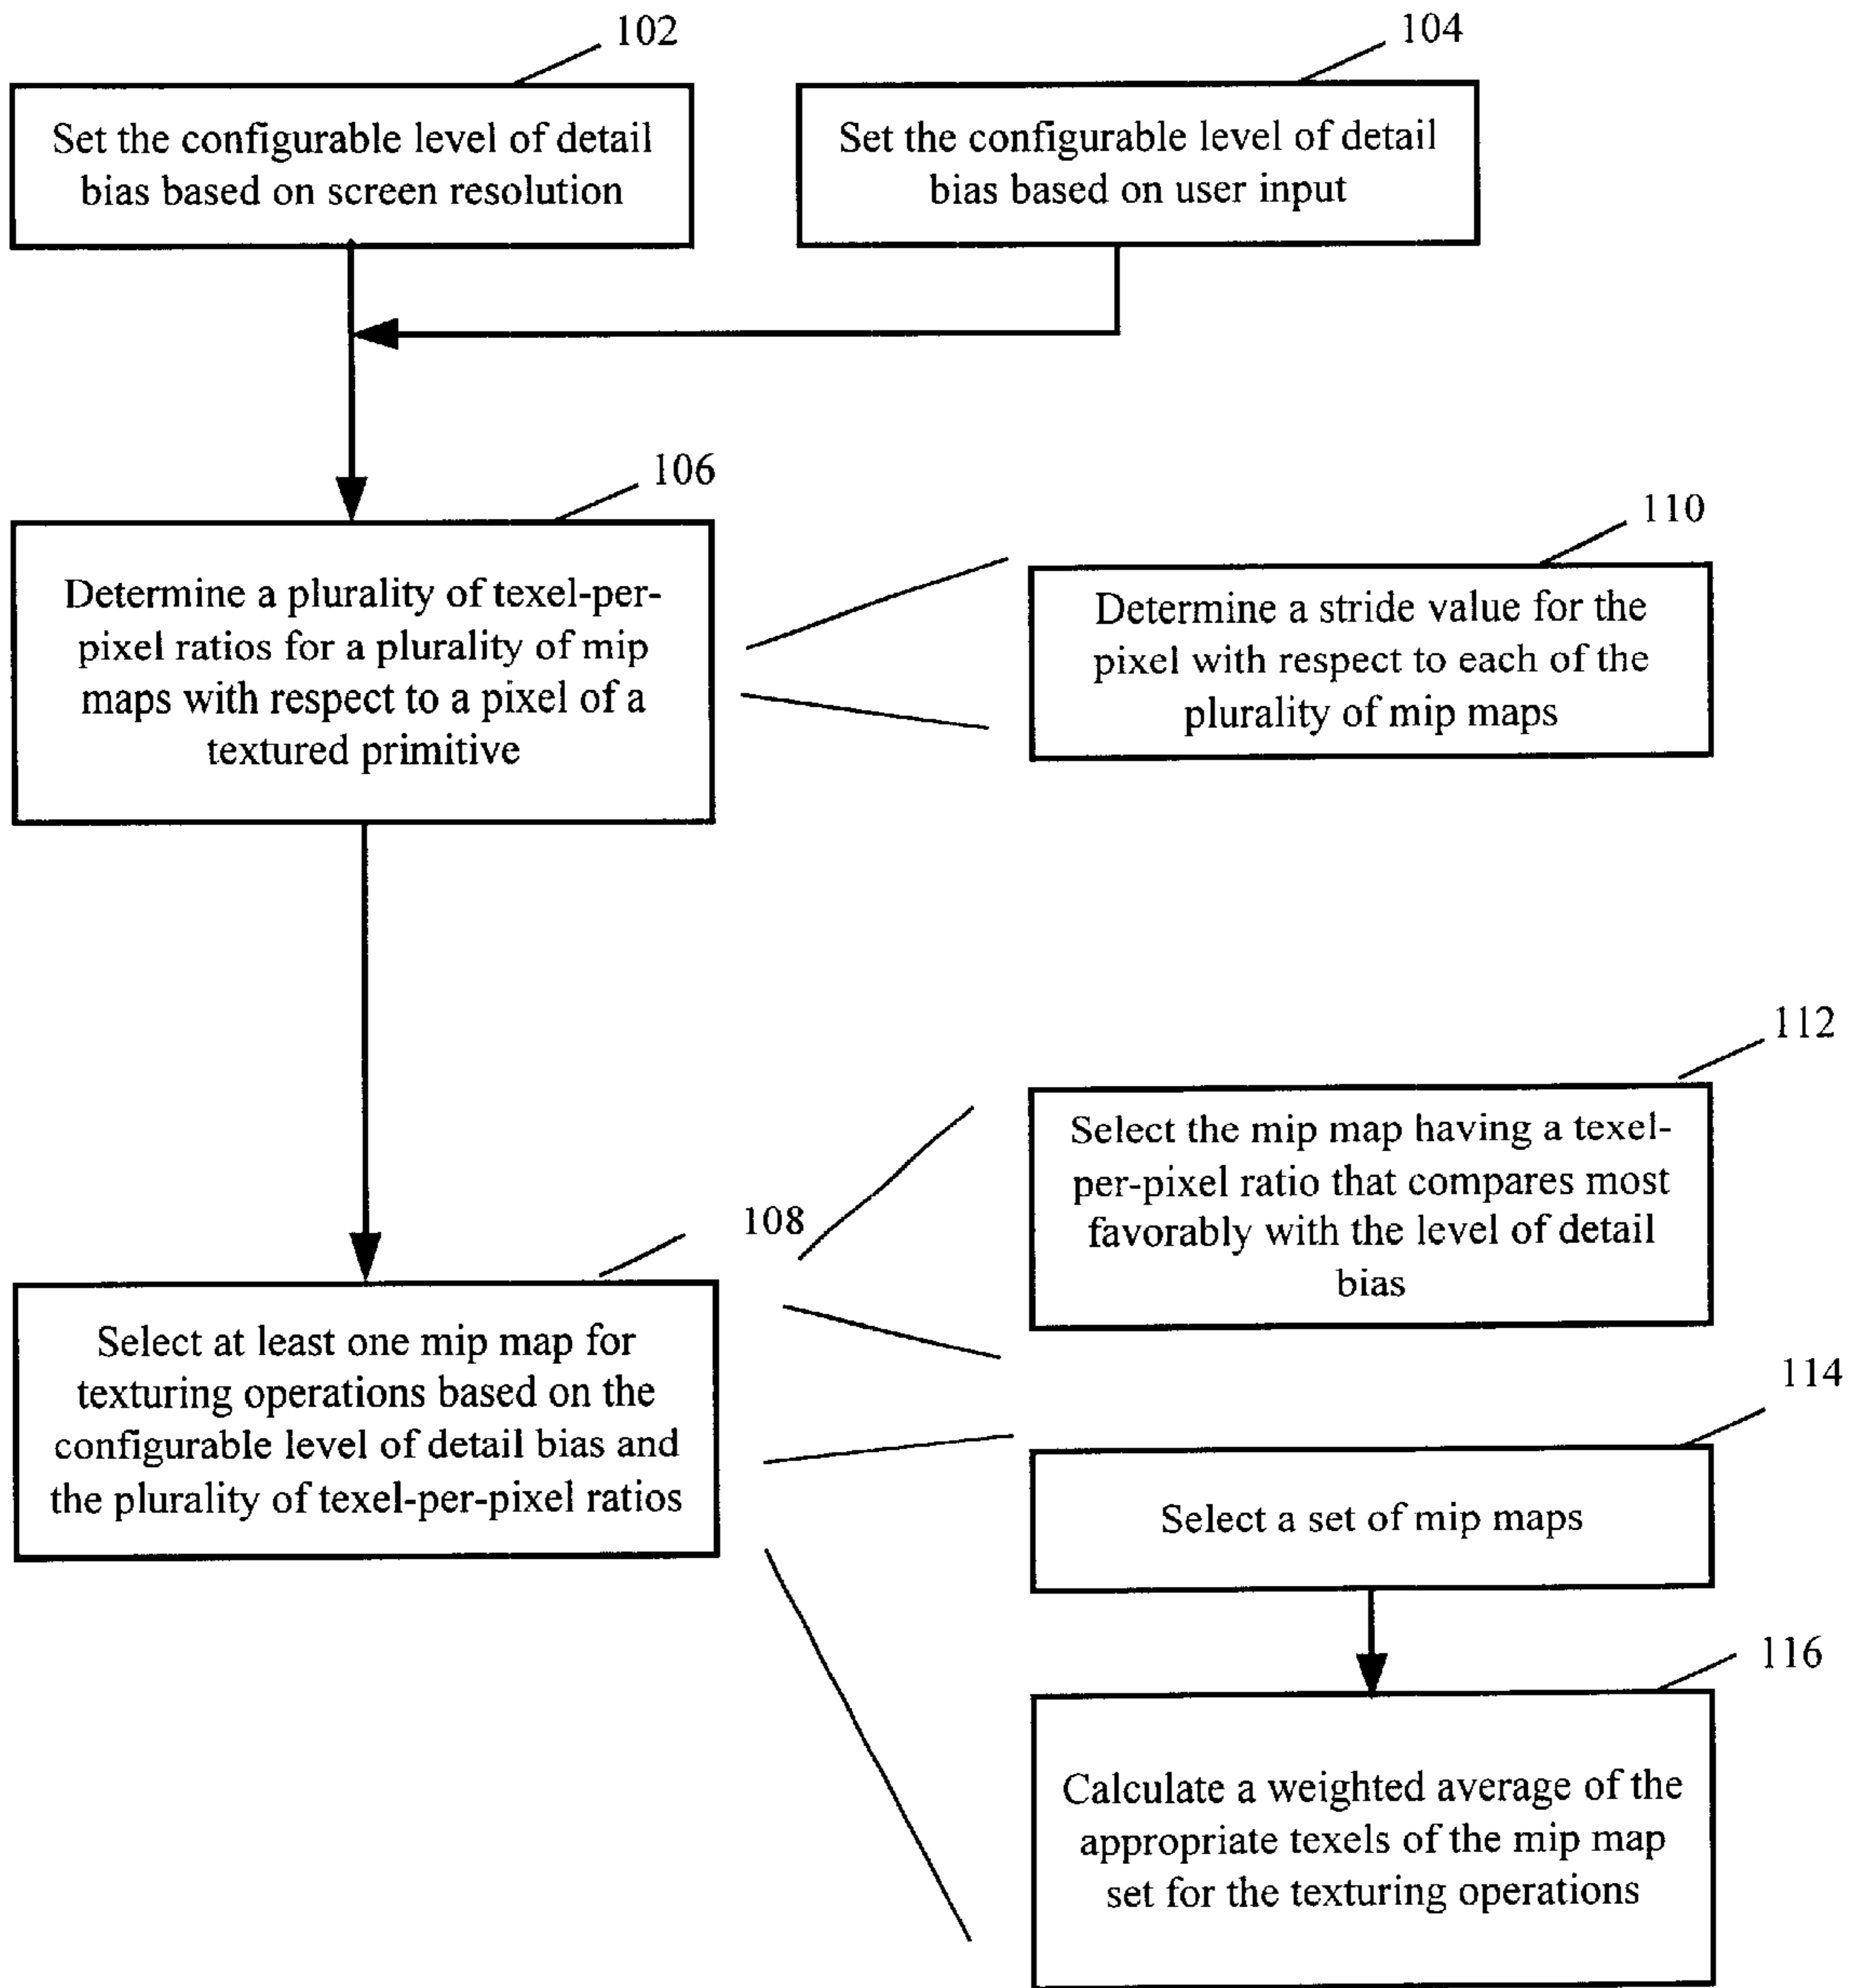 102
Set the configurable level of detail
bias based on screen resolution
104
Set the configurable level of detail
bias based on user input
106
Determine a plurality of texel-per-
pixel ratios for a plurality of mip
maps with respect to a pixel of a
textured primitive
110
Determine a stride value for the
pixel with respect to each of the
plurality of mip maps
108
Select at least one mip map for
texturing operations based on the
configurable level of detail bias and
the plurality of texel-per-pixel ratios
112
Select the mip map having a texel-
per-pixel ratio that compares most
favorably with the level of detail
bias
114
Select a set of mip maps
116
Calculate a weighted average of the
appropriate texels of the mip map
set for the texturing operations